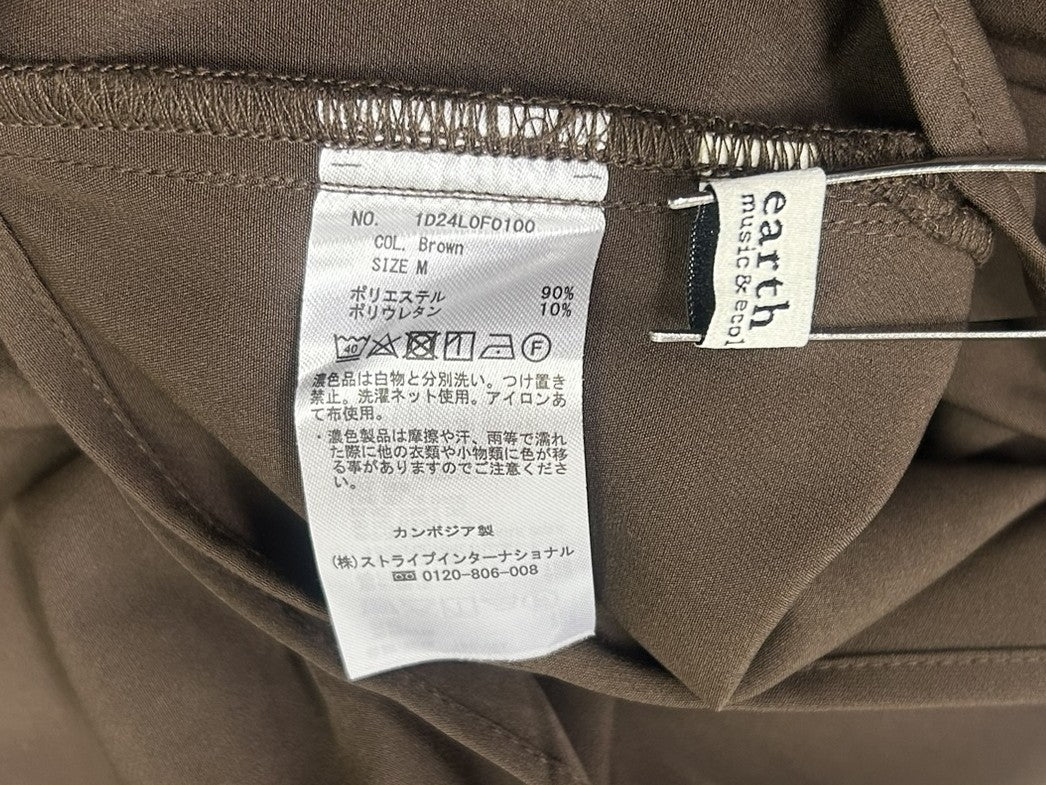 NO. 1D24L0F0100
COL. Brown
SIZE M
ポリエステル 90%
ポリウレタン 10%
40
F
濃色品は白物と分別洗い。つけ置き
禁止。洗濯ネット使用。アイロンあ
て布使用。
・濃色製品は摩擦や汗、雨等で濡れ
た際に他の衣類や小物類に色が移
る事がありますのでご注意くださ
い。
カンボジア製
(株)ストライプインターナショナル
0120-806-008
earth
music&ecol